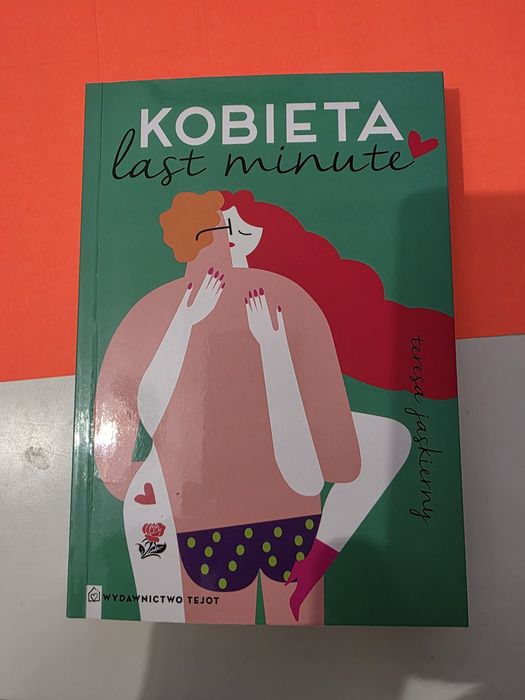 KOBIETA
last minute
teresa jaskierny
WYDAWNICTWO TEJOT